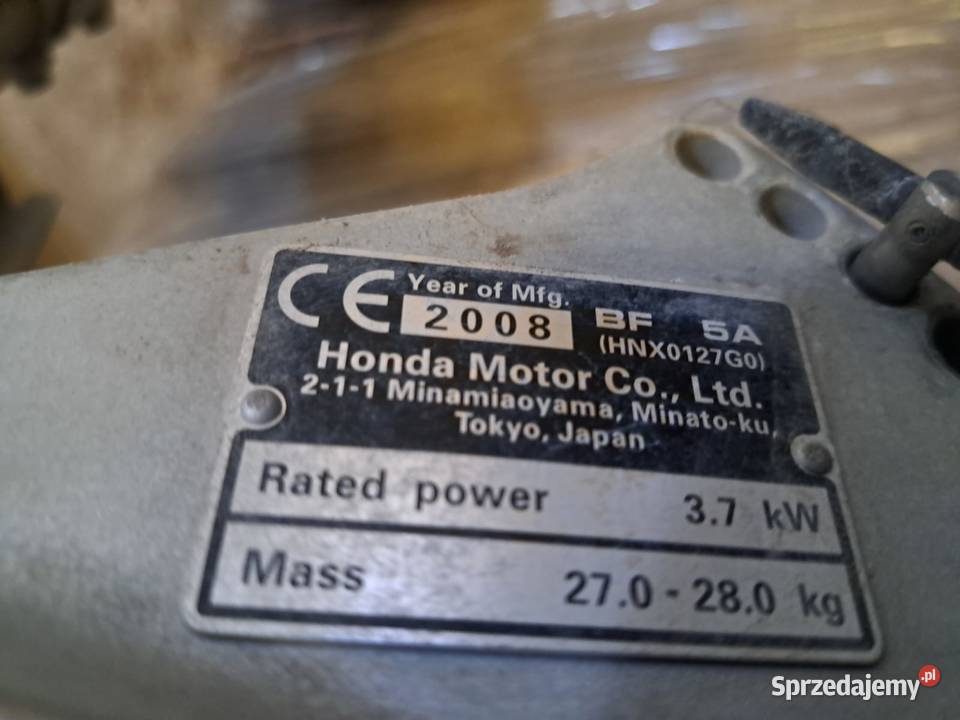 CE Year of Mfg.
2008 BF 5A
(HNX0127G0)
Honda Motor Co., Ltd.
2-1-1 Minamiaoyama, Minato-ku,
Tokyo, Japan
Rated power 3.7 kW
Mass 27.0 - 28.0 kg
Sprzedajemy.pl